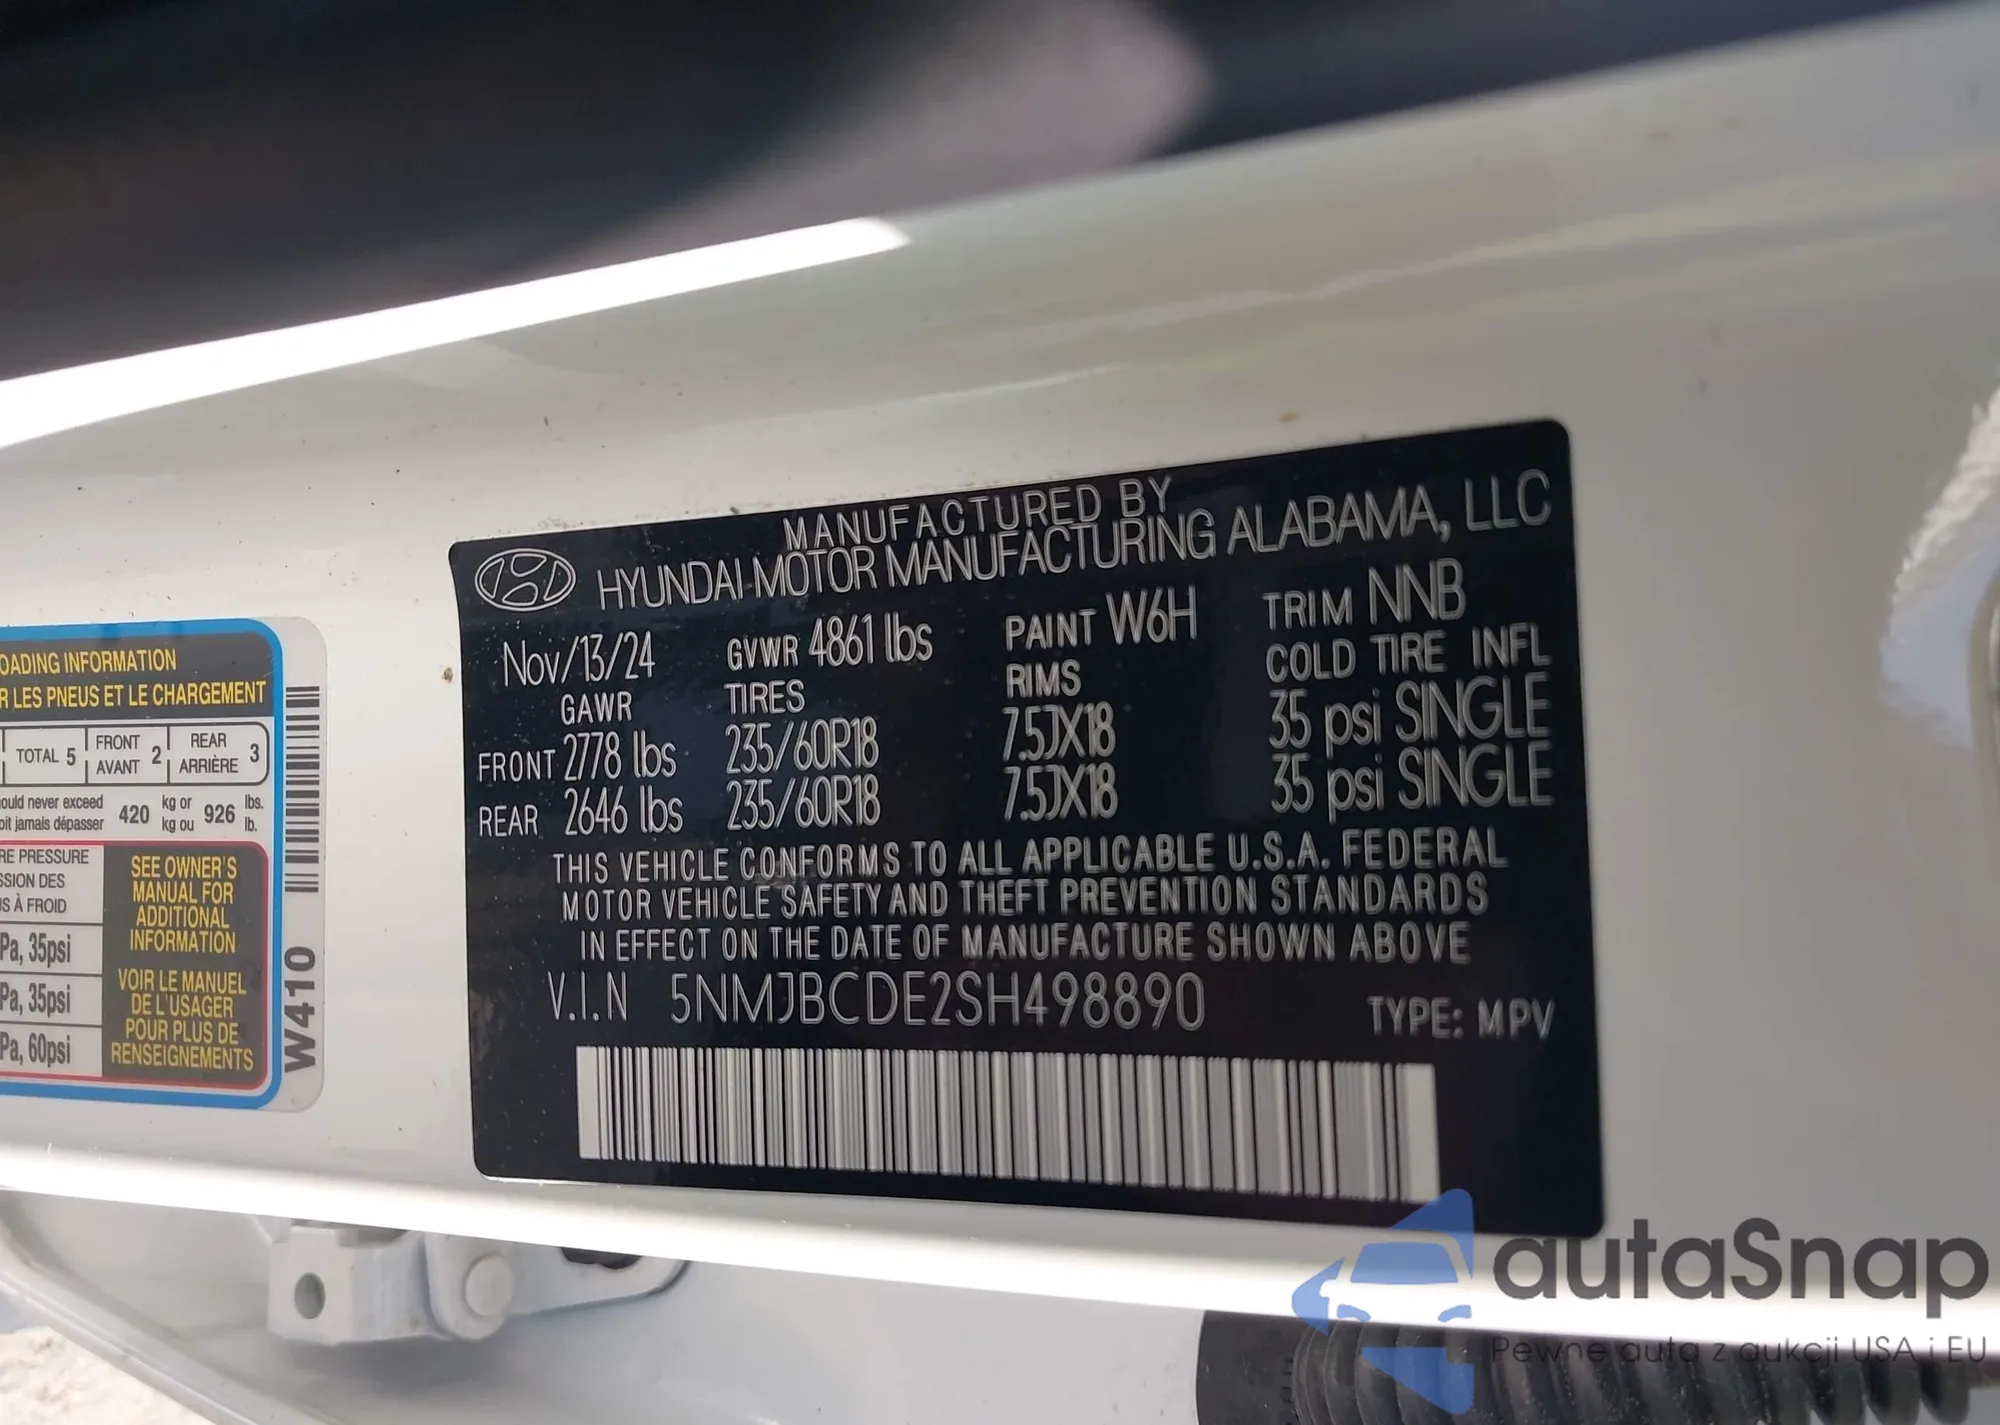 MANUFACTURED BY
HYUNDAI MOTOR MANUFACTURING ALABAMA, LLC
Nov/13/24 GVWR 4861 lbs PAINT W6H TRIM NNB
GAWR TIRES RIMS COLD TIRE INFL
FRONT 2778 lbs 235/60R18 7.5JX18 35 psi SINGLE
REAR 2646 lbs 235/60R18 7.5JX18 35 psi SINGLE
THIS VEHICLE CONFORMS TO ALL APPLICABLE U.S.A. FEDERAL
MOTOR VEHICLE SAFETY AND THEFT PREVENTION STANDARDS
IN EFFECT ON THE DATE OF MANUFACTURE SHOWN ABOVE
V.I.N 5NMJBCDE2SH498890 TYPE: MPV
OADING INFORMATION
R LES PNEUS ET LE CHARGEMENT
TOTAL 5 FRONT AVANT 2 REAR ARRIÈRE 3
ould never exceed 420 kg or 926 lbs.
oit jamais dépasser kg ou lb.
RE PRESSURE
SSION DES
S À FROID
Pa, 35psi
Pa, 35psi
Pa, 60psi
SEE OWNER'S
MANUAL FOR
ADDITIONAL
INFORMATION
VOIR LE MANUEL
DE L'USAGER
POUR PLUS DE
RENSEIGNEMENTS
W410
autaSnap
Pewne auta z aukcji USA i EU